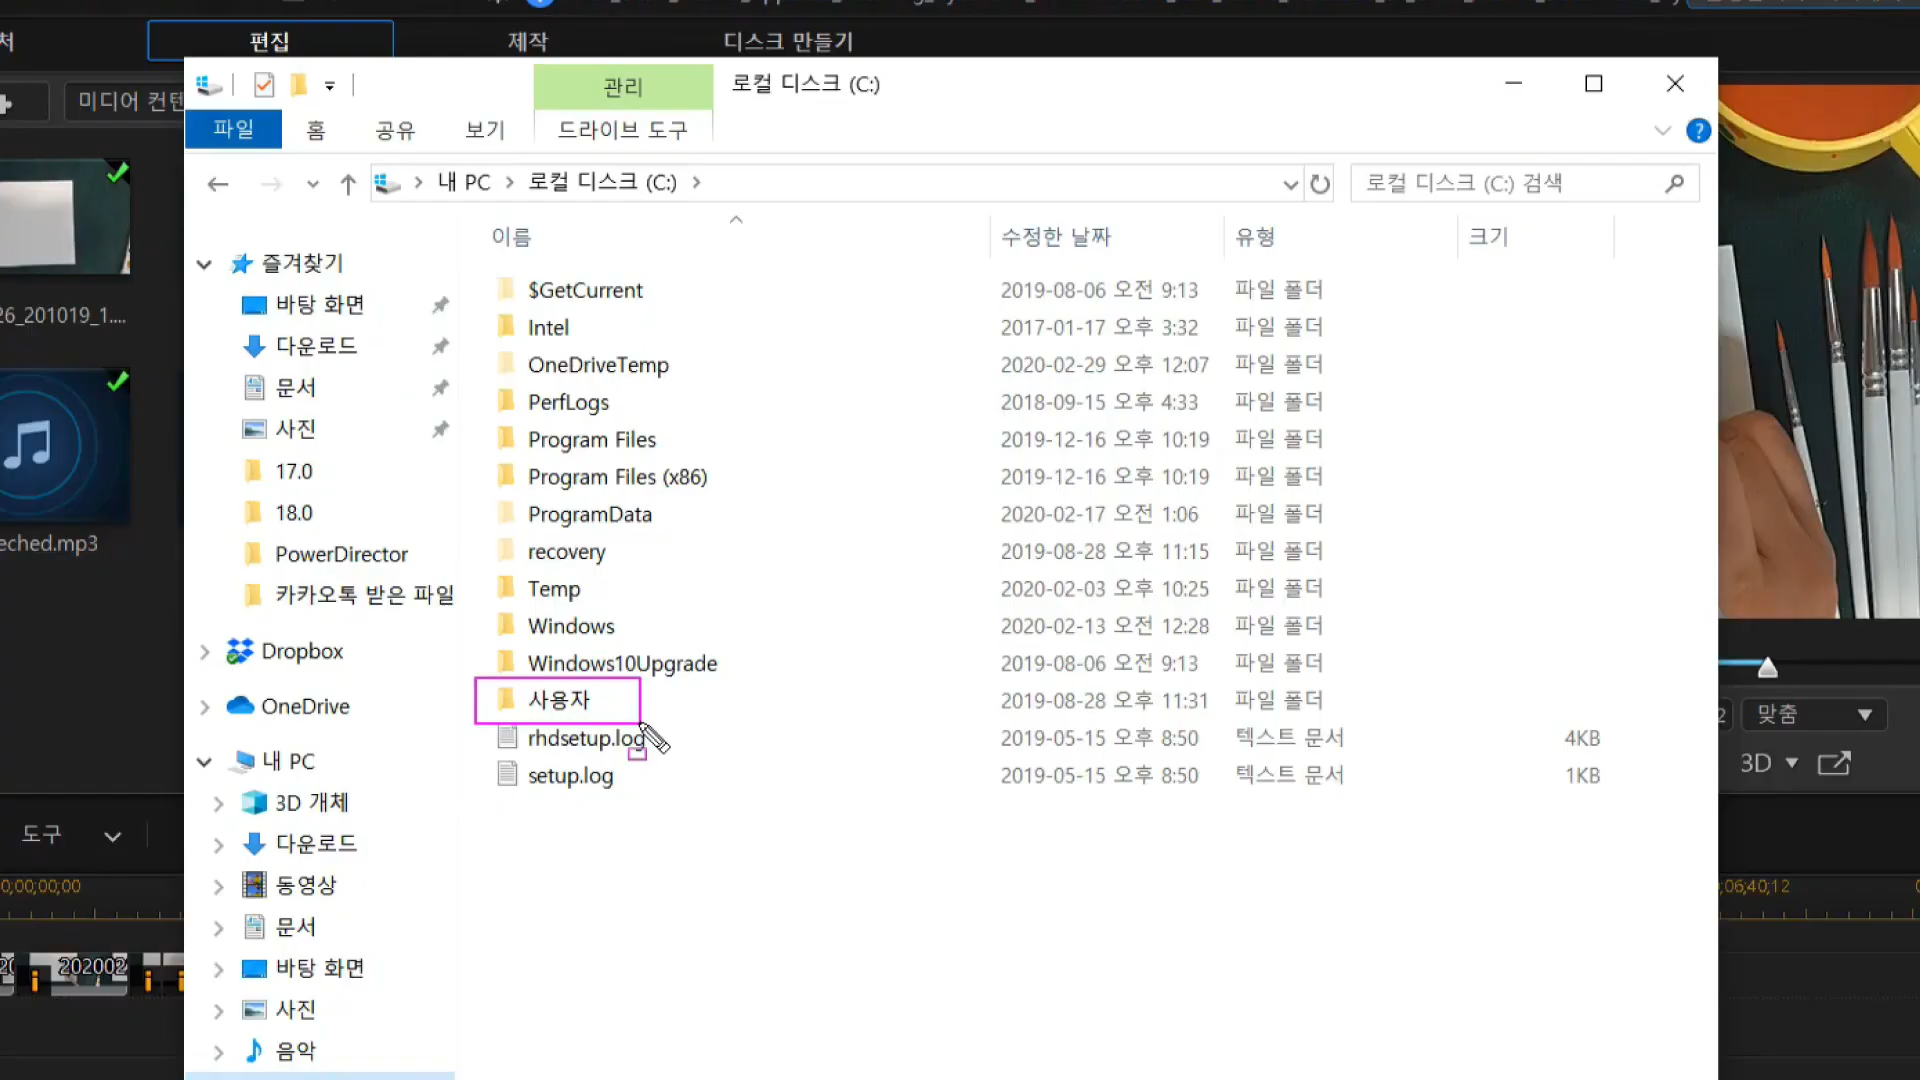 처
편집
제작
디스크 만들기
관리
로컬 디스크 (C:)
미디어 컨텐
파일
홈
공유
보기
드라이브 도구
내 PC
로컬 디스크 (C:)
로컬 디스크 (C:) 검색
이름
수정한 날짜
유형
크기
즐겨찾기
바탕 화면
다운로드
문서
사진
17.0
18.0
PowerDirector
카카오톡 받은 파일
Dropbox
OneDrive
내 PC
3D 개체
다운로드
동영상
문서
바탕 화면
사진
음악
$GetCurrent 2019-08-06 오전 9:13 파일 폴더
Intel 2017-01-17 오후 3:32 파일 폴더
OneDriveTemp 2020-02-29 오후 12:07 파일 폴더
PerfLogs 2018-09-15 오후 4:33 파일 폴더
Program Files 2019-12-16 오후 10:19 파일 폴더
Program Files (x86) 2019-12-16 오후 10:19 파일 폴더
ProgramData 2020-02-17 오전 1:06 파일 폴더
recovery 2019-08-28 오후 11:15 파일 폴더
Temp 2020-02-03 오후 10:25 파일 폴더
Windows 2020-02-13 오전 12:28 파일 폴더
Windows10Upgrade 2019-08-06 오전 9:13 파일 폴더
사용자 2019-08-28 오후 11:31 파일 폴더
rhdsetup.log 2019-05-15 오후 8:50 텍스트 문서 4KB
setup.log 2019-05-15 오후 8:50 텍스트 문서 1KB
26_201019_1....
eched.mp3
도구
0;00;00;00
202002
2
맞춤
3D
;06;40;12